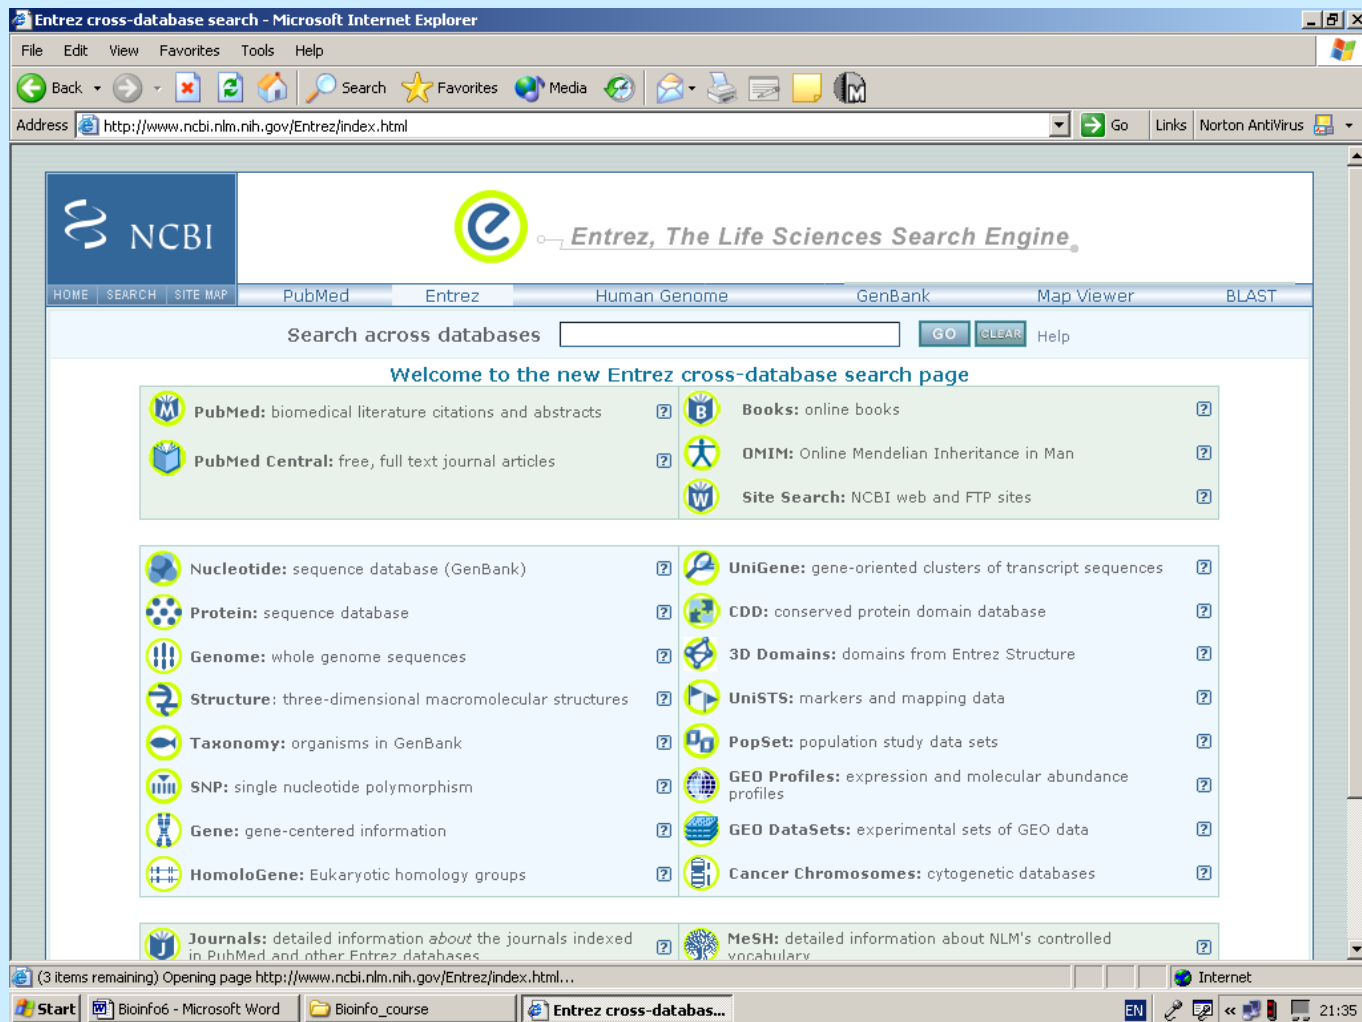 Entrez cross-database search - Microsoft Internet Explorer
File Edit View Favorites Tools Help
Back Search Favorites Media
Address http://www.ncbi.nlm.nih.gov/Entrez/index.html Go Links Norton AntiVirus
NCBI
Entrez, The Life Sciences Search Engine
HOME SEARCH SITE MAP PubMed Entrez Human Genome GenBank Map Viewer BLAST
Search across databases GO CLEAR Help
Welcome to the new Entrez cross-database search page
M PubMed: biomedical literature citations and abstracts ?
PubMed Central: free, full text journal articles ?
B Books: online books ?
OMIM: Online Mendelian Inheritance in Man ?
W Site Search: NCBI web and FTP sites ?
Nucleotide: sequence database (GenBank) ?
Protein: sequence database ?
Genome: whole genome sequences ?
Structure: three-dimensional macromolecular structures ?
Taxonomy: organisms in GenBank ?
SNP: single nucleotide polymorphism ?
Gene: gene-centered information ?
HomoloGene: Eukaryotic homology groups ?
UniGene: gene-oriented clusters of transcript sequences ?
CDD: conserved protein domain database ?
3D Domains: domains from Entrez Structure ?
UniSTS: markers and mapping data ?
PopSet: population study data sets ?
GEO Profiles: expression and molecular abundance
profiles ?
GEO DataSets: experimental sets of GEO data ?
Cancer Chromosomes: cytogenetic databases ?
J Journals: detailed information about the journals indexed
in PubMed and other Entrez databases ?
MeSH: detailed information about NLM's controlled
vocabulary ?
(3 items remaining) Opening page http://www.ncbi.nlm.nih.gov/Entrez/index.html... Internet
Start Bioinfo6 - Microsoft Word Bioinfo_course Entrez cross-databas... EN « 21:35